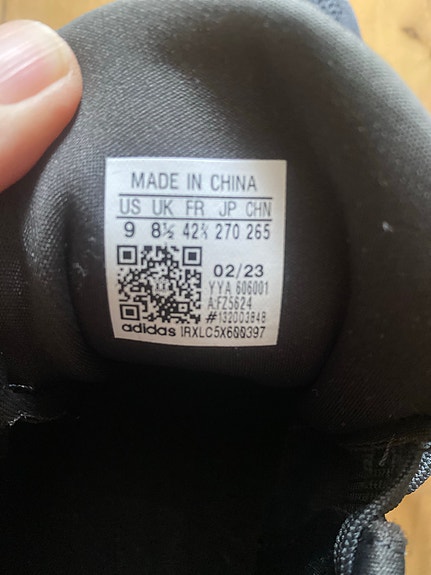 MADE IN CHINA
US UK FR JP CHN
9 8½ 42⅔ 270 265
02/23
YYA 606001
A:FZ5624
#132003848
adidas 1RXLC5X600397